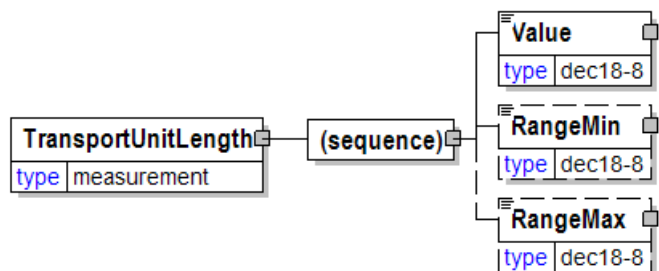 Value
type dec18-8
RangeMin
type dec18-8
TransportUnitLength
type measurement
(sequence)
RangeMax
type dec18-8